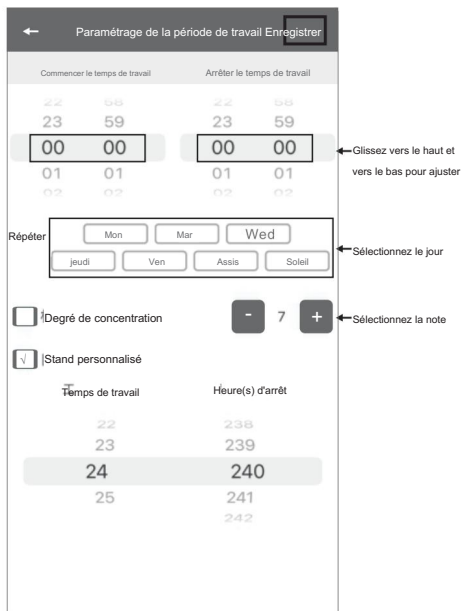 ← Paramétrage de la période de travail Enregistrer
Commencer le temps de travail Arrêter le temps de travail
22 58 22 58
23 59 23 59
00 00 00 00
Glissez vers le haut et
01 01 01 01
vers le bas pour ajuster
02 02 02 02
Répéter Mon Mar Wed
Sélectionnez le jour
jeudi Ven Assis Soleil
Degré de concentration - 7 + Sélectionnez la note
√ Stand personnalisé
Temps de travail Heure(s) d'arrêt
22 238
23 239
24 240
25 241
242